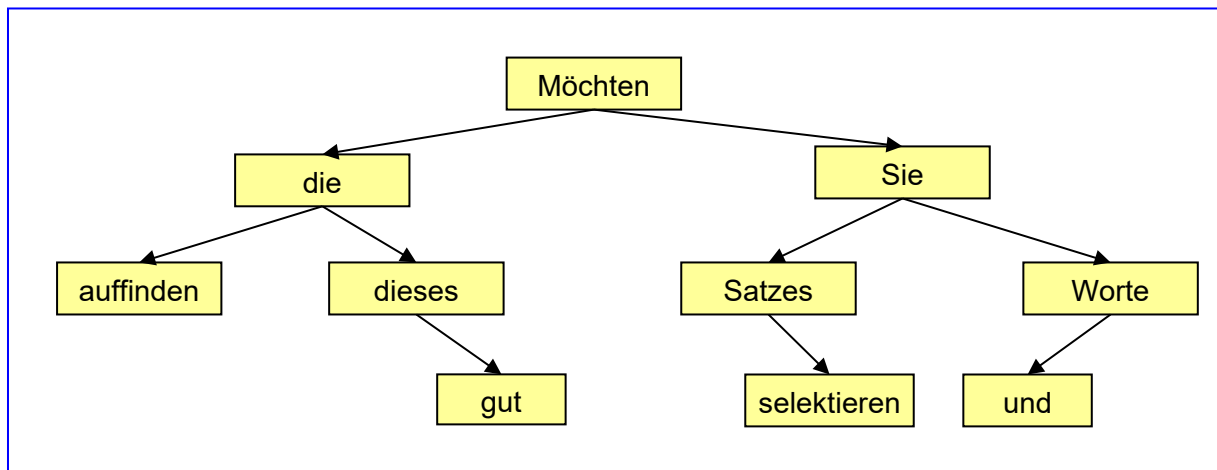 Möchten
die
Sie
auffinden
dieses
Satzes
Worte
gut
selektieren
und